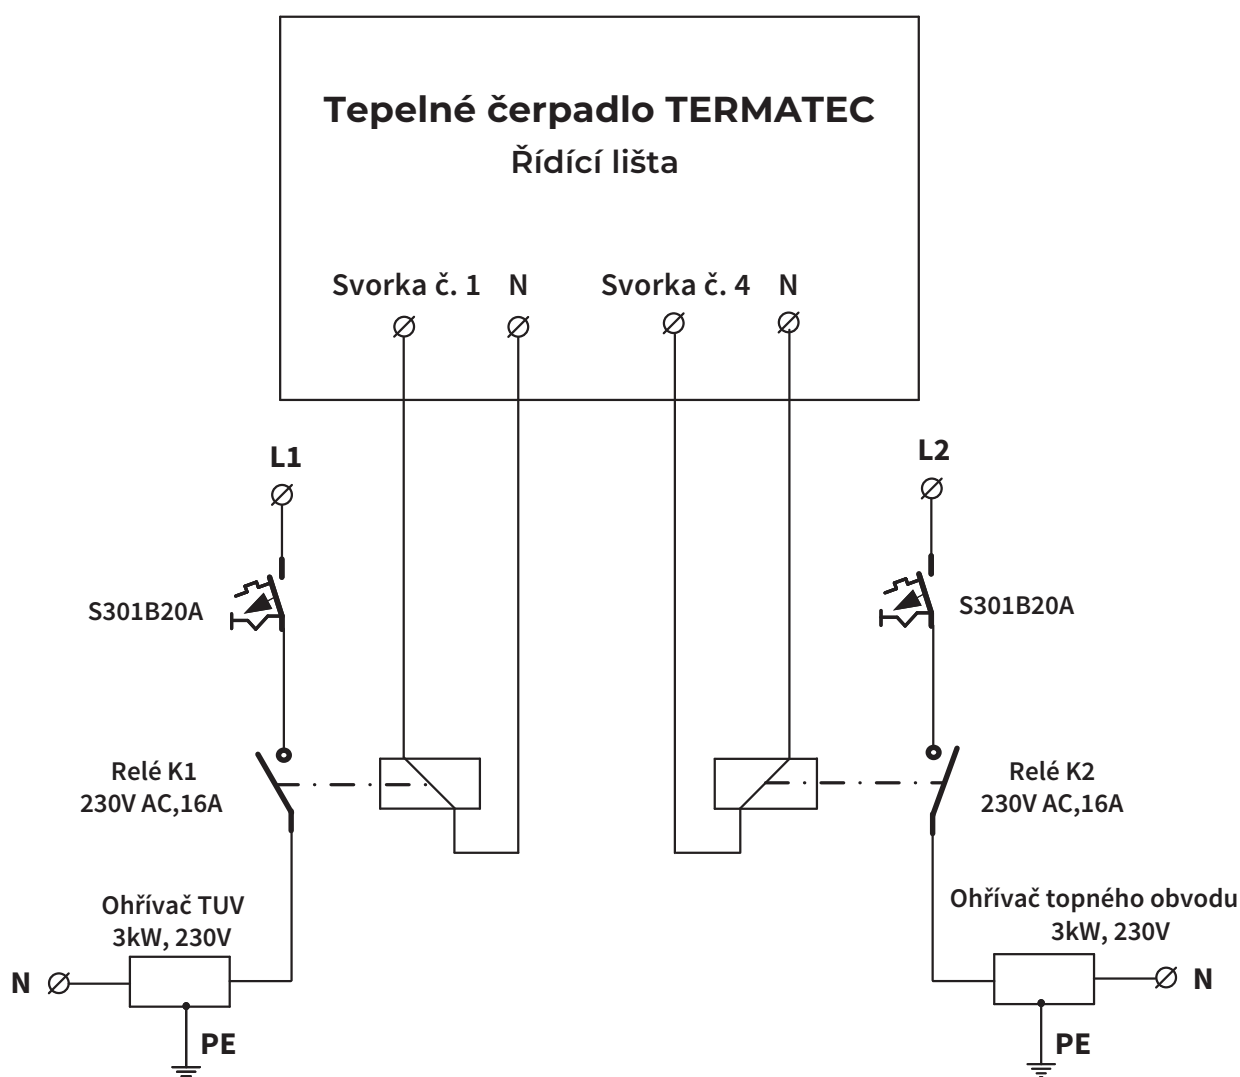 Tepelné čerpadlo TERMATEC
Řídící lišta
Svorka č. 1 N Svorka č. 4 N
L1
L2
S301B20A
S301B20A
Relé K1
230V AC,16A
Relé K2
230V AC,16A
Ohřívač TUV
3kW, 230V
Ohřívač topného obvodu
3kW, 230V
N
N
PE
PE